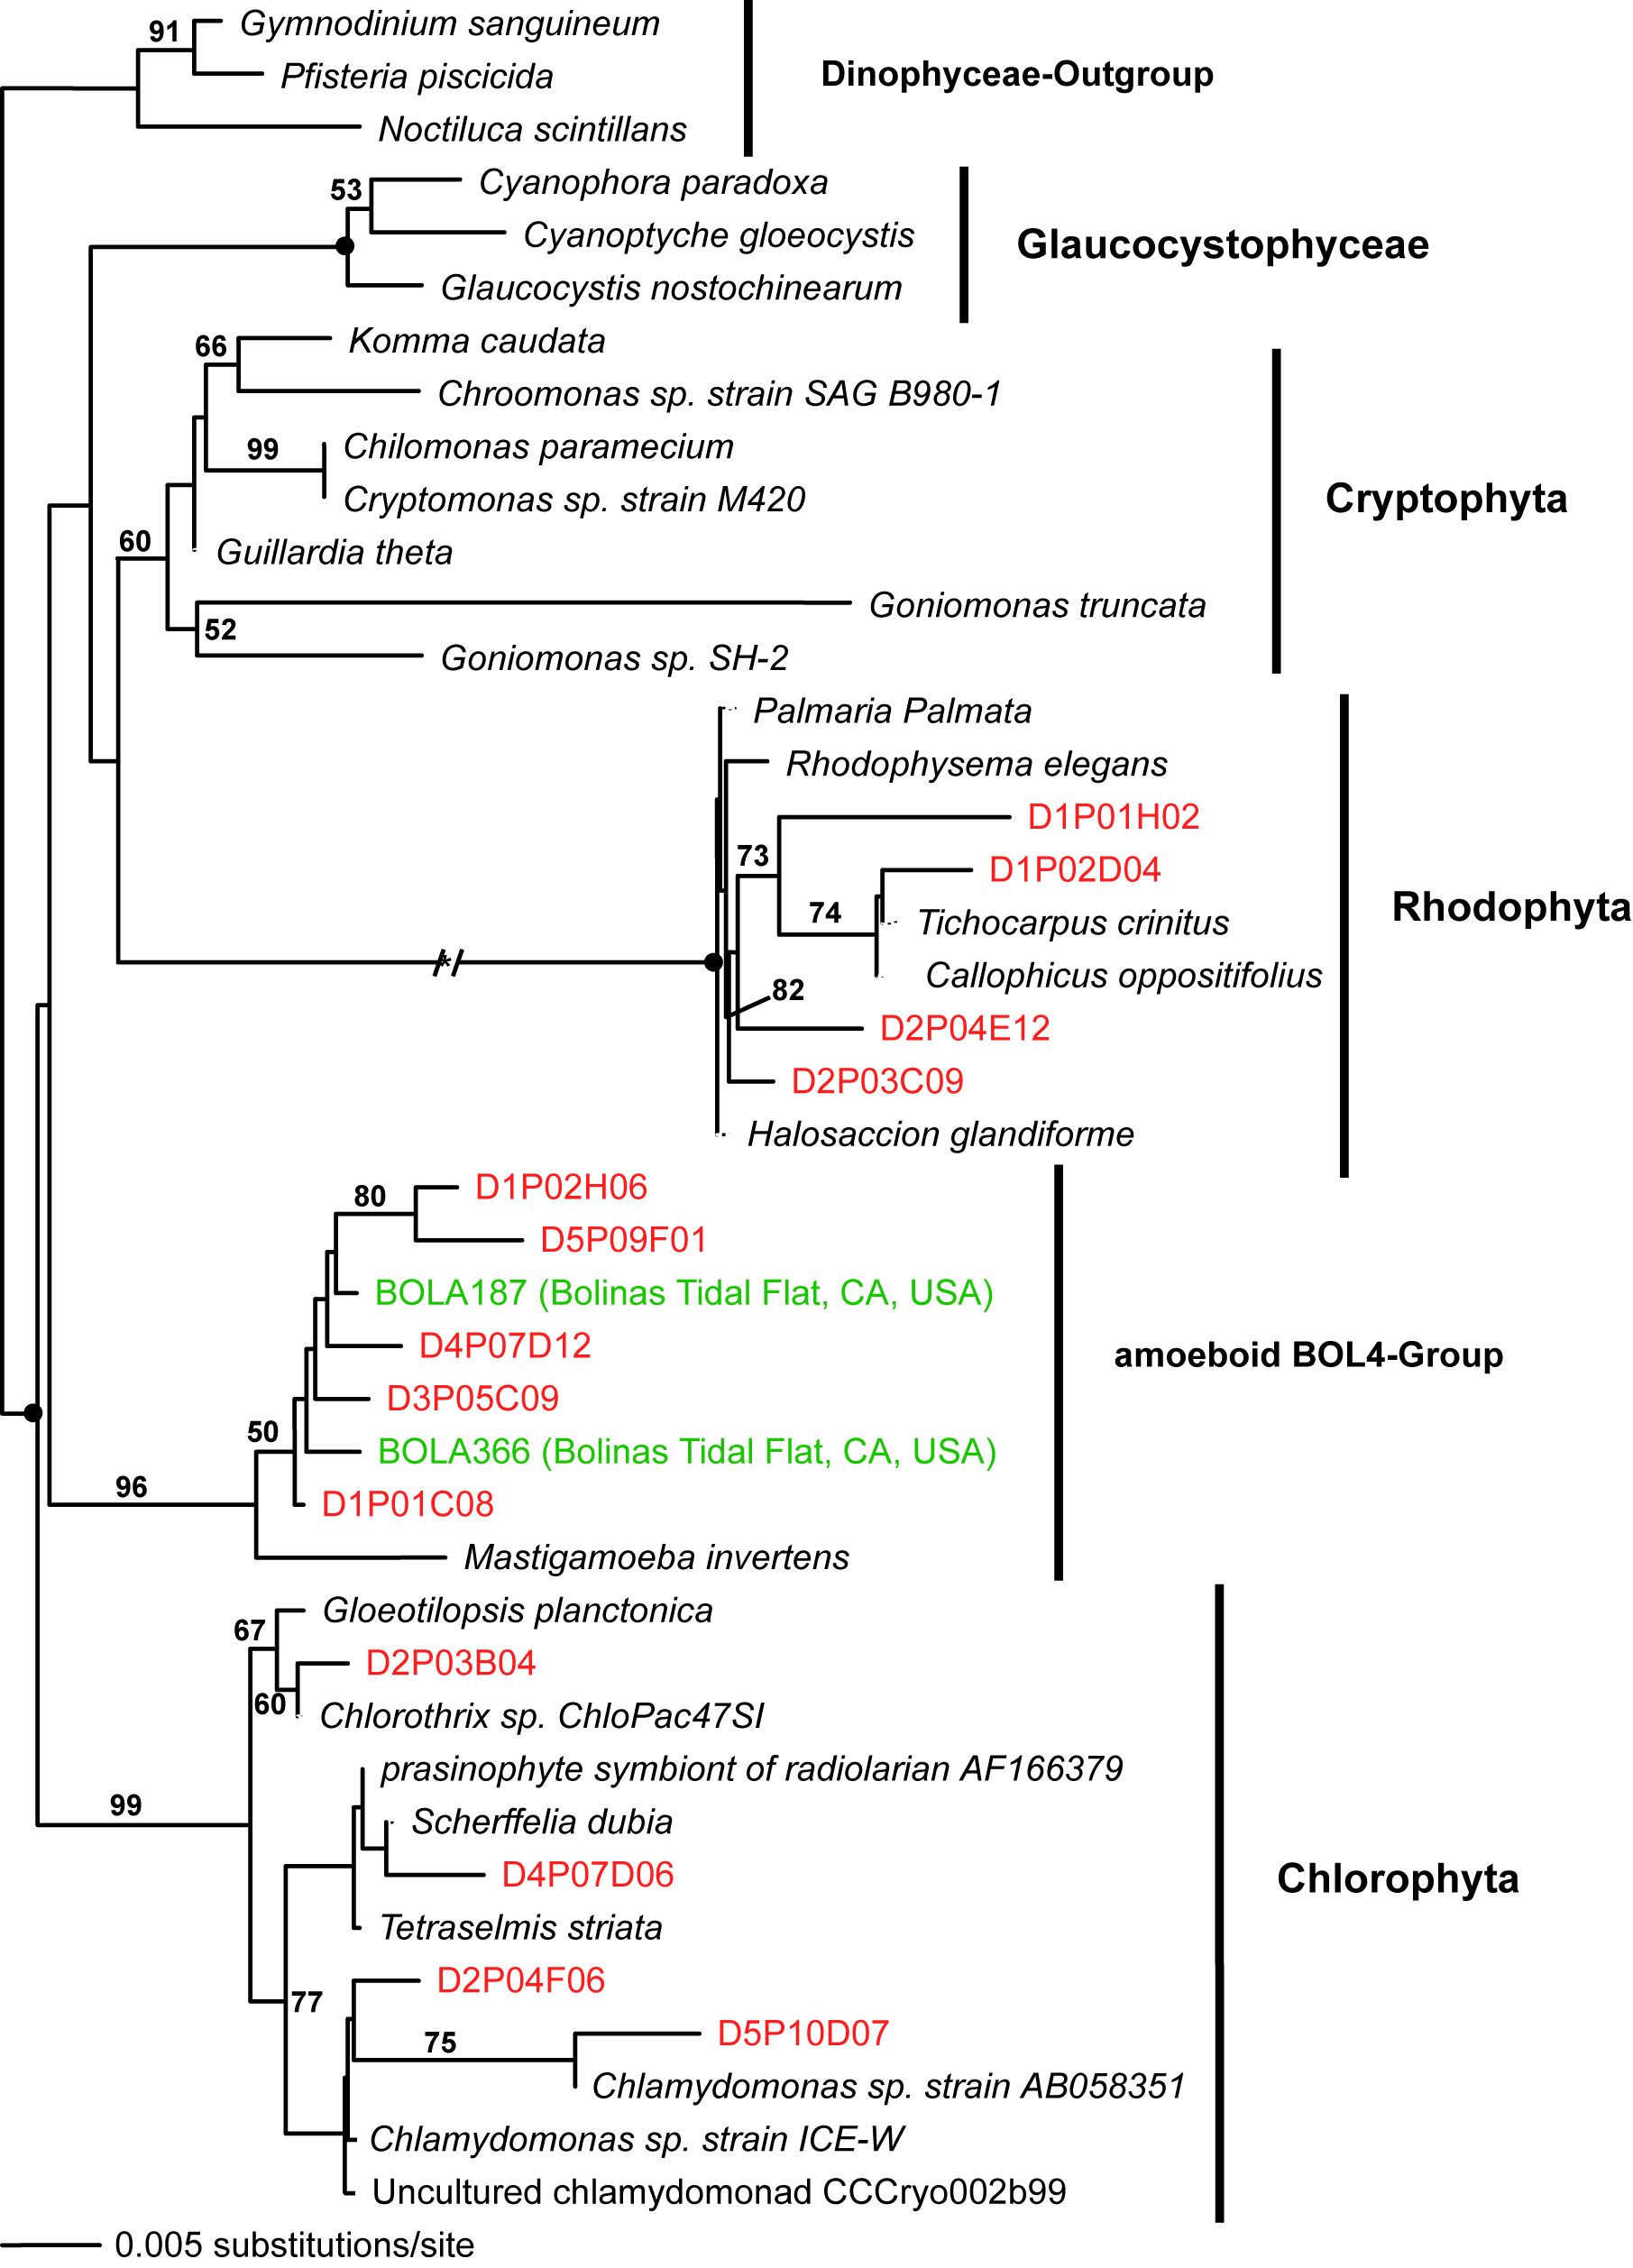 91
Gymnodinium sanguineum
Pfisteria piscicida
Dinophyceae-Outgroup
Noctiluca scintillans
53
Cyanophora paradoxa
Cyanoptyche gloeocystis
Glaucocystophyceae
Glaucocystis nostochinearum
66
Komma caudata
Chroomonas sp. strain SAG B980-1
99
Chilomonas paramecium
Cryptomonas sp. strain M420
Cryptophyta
60
Guillardia theta
Goniomonas truncata
52
Goniomonas sp. SH-2
Palmaria Palmata
Rhodophysema elegans
D1P01H02
73
D1P02D04
74
Tichocarpus crinitus
Rhodophyta
*
Callophicus oppositifolius
82
D2P04E12
D2P03C09
Halosaccion glandiforme
80
D1P02H06
D5P09F01
BOLA187 (Bolinas Tidal Flat, CA, USA)
D4P07D12
amoeboid BOL4-Group
D3P05C09
50
BOLA366 (Bolinas Tidal Flat, CA, USA)
96
D1P01C08
Mastigamoeba invertens
Gloeotilopsis planctonica
67
D2P03B04
60
Chlorothrix sp. ChloPac47SI
prasinophyte symbiont of radiolarian AF166379
99
Scherffelia dubia
D4P07D06
Chlorophyta
Tetraselmis striata
D2P04F06
77
75
D5P10D07
Chlamydomonas sp. strain AB058351
Chlamydomonas sp. strain ICE-W
Uncultured chlamydomonad CCCryo002b99
0.005 substitutions/site